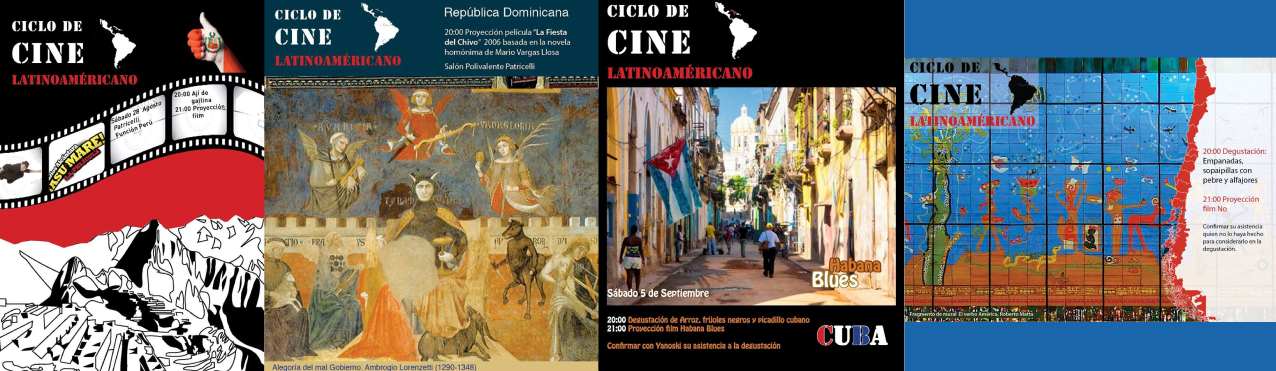 CICLO DE
CINE
LATINOAMÉRICANO
¡ASU MARE!
Sábado 28 Agosto
Patricelli
Función Perú
20:00 Ají de
gallina
21:00 Proyección
film
CICLO DE
CINE
LATINOAMÉRICANO
República Dominicana
20:00 Proyección película "La Fiesta
del Chivo" 2006 basada en la novela
homónima de Mario Vargas Llosa
Salón Polivalente Patricelli
AVARITIA
VANAGLORIA
Alegoría del mal Gobierno. Ambrogio Lorenzetti (1290-1348)
CICLO DE
CINE
LATINOAMÉRICANO
Habana
Blues
Sábado 5 de Septiembre
20:00 Degustación de Arroz, frijoles negros y picadillo cubano
21:00 Proyección film Habana Blues
Confirmar con Yanoski su asistencia a la degustación
CUBA
CICLO DE
CINE
LATINOAMÉRICANO
20:00 Degustación:
Empanadas,
sopaipillas con
pebre y alfajores
21:00 Proyección
film No
Confirmar su asistencia
quien no lo haya hecho
para considerarlo en la
degustación.
Fragmento de mural El verbo América, Roberto Matta